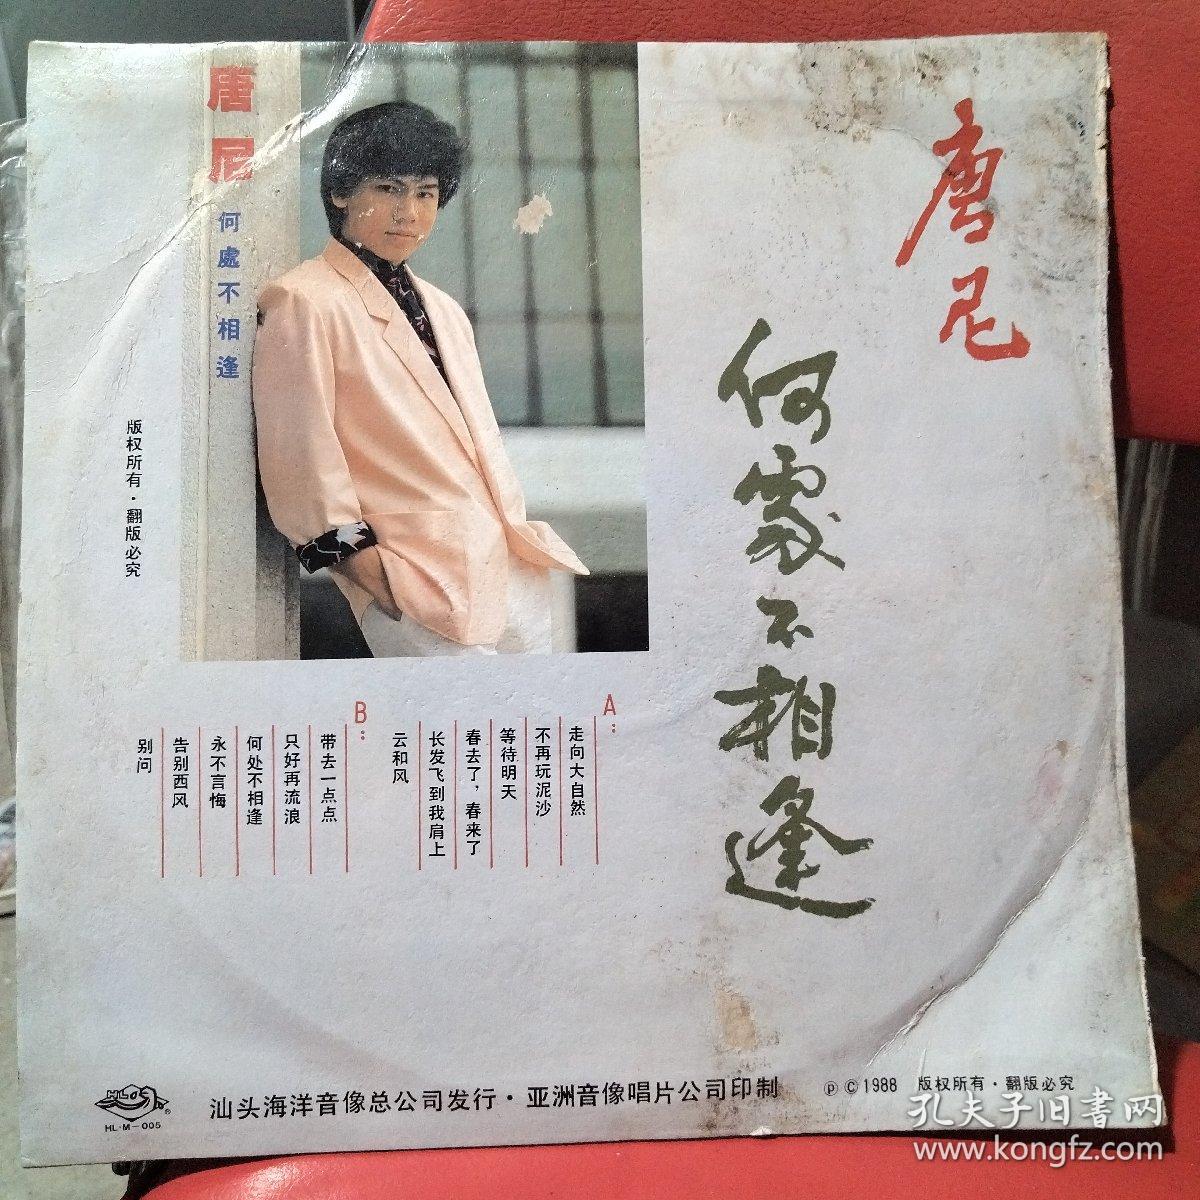 唐尼
何處不相逢
唐尼
何處不相逢
版权所有·翻版必究
A:
走向大自然
不再玩泥沙
等待明天
春去了，春来了
长发飞到我肩上
云和风
B:
带去一点点
只好再流浪
何处不相逢
永不言悔
告别西风
别问
HLOCA
HL·M—005
汕头海洋音像总公司发行·亚洲音像唱片公司印制
℗©1988 版权所有·翻版必究
孔夫子旧书网
www.kongfz.com